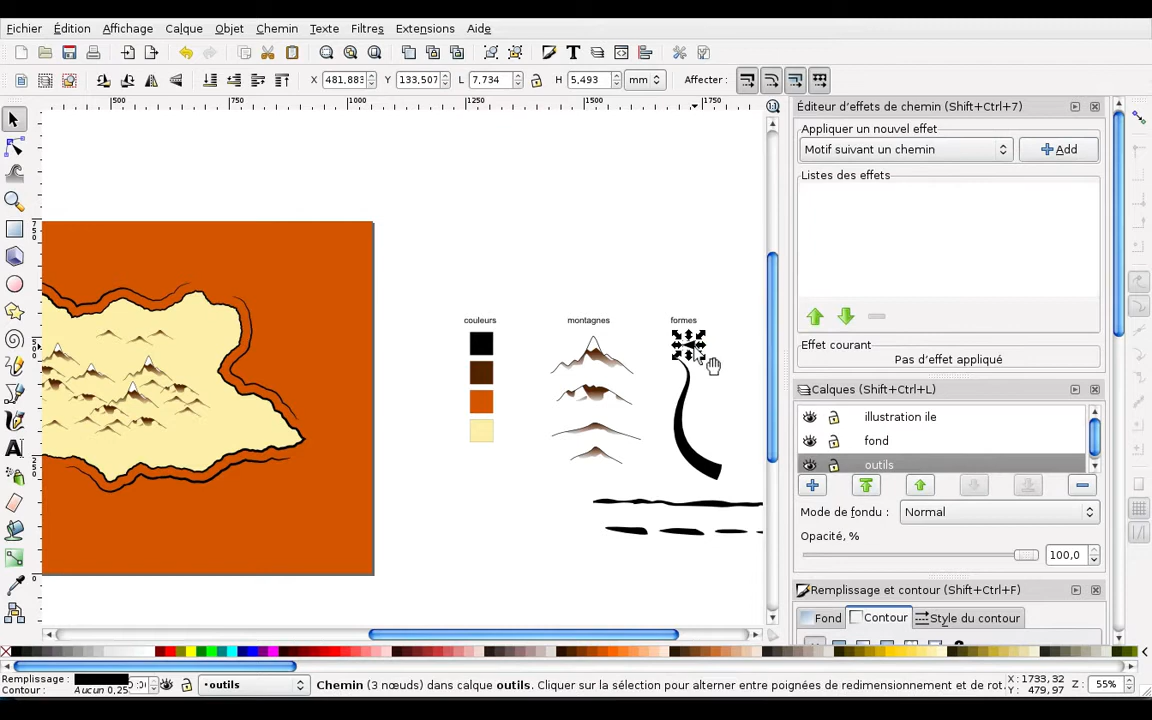 Fichier Édition Affichage Calque Objet Chemin Texte Filtres Extensions Aide
X 481,883 Y 133,507 L 7,734 H 5,493 mm Affecter :
500 750 1000 1250 1500 1750
Éditeur d'effets de chemin (Shift+Ctrl+7)
Appliquer un nouvel effet
Motif suivant un chemin Add
Listes des effets
Effet courant
Pas d'effet appliqué
Calques (Shift+Ctrl+L)
illustration ile
fond
outils
Mode de fondu : Normal
Opacité, %
100,0
Remplissage et contour (Shift+Ctrl+F)
Fond Contour Style du contour
couleurs montagnes formes
Remplissage :
Contour : Aucun 0,25
•outils
Chemin (3 nœuds) dans calque outils. Cliquer sur la sélection pour alterner entre poignées de redimensionnement et de rot.
X : 1733,32
Y : 479,97
Z : 55%